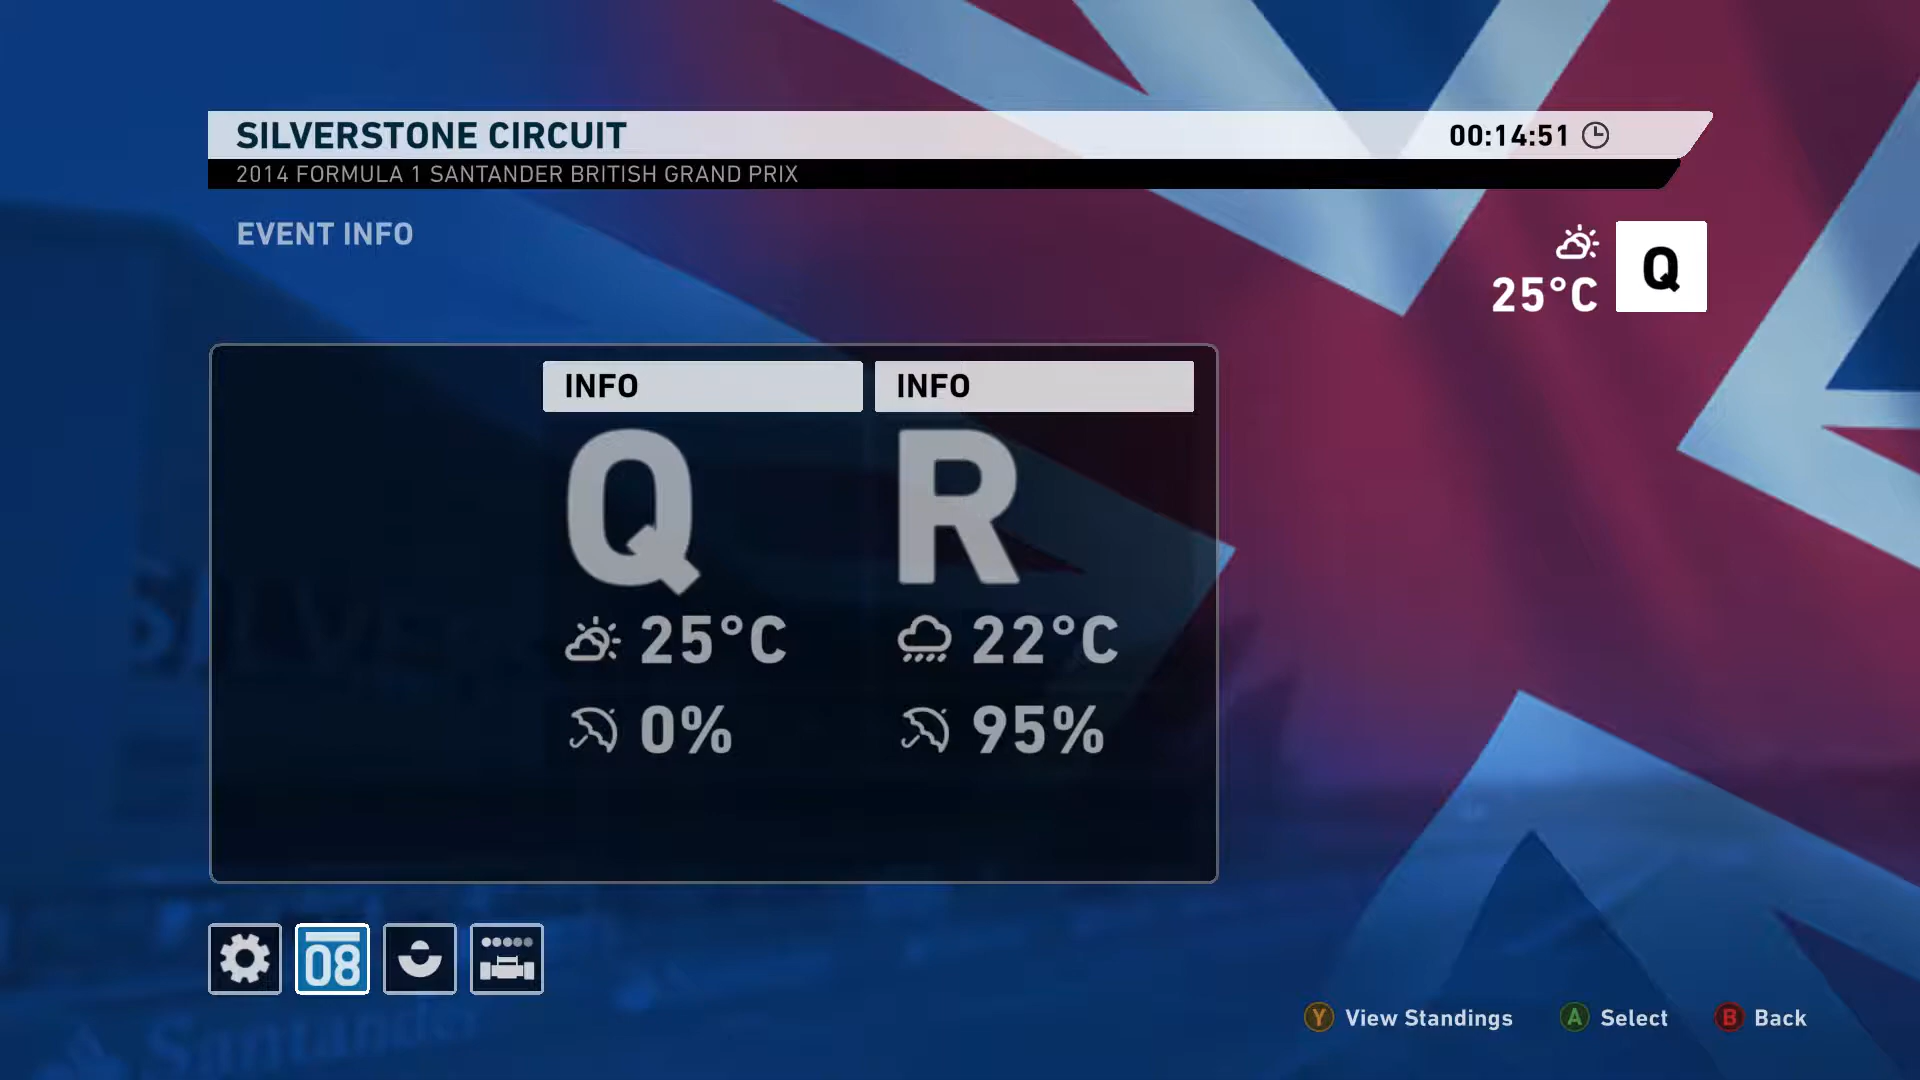 SILVERSTONE CIRCUIT
00:14:51
2014 FORMULA 1 SANTANDER BRITISH GRAND PRIX
EVENT INFO
25°C
Q
INFO
INFO
Q
R
25°C
22°C
0%
95%
08
Santander
Y View Standings
A Select
B Back